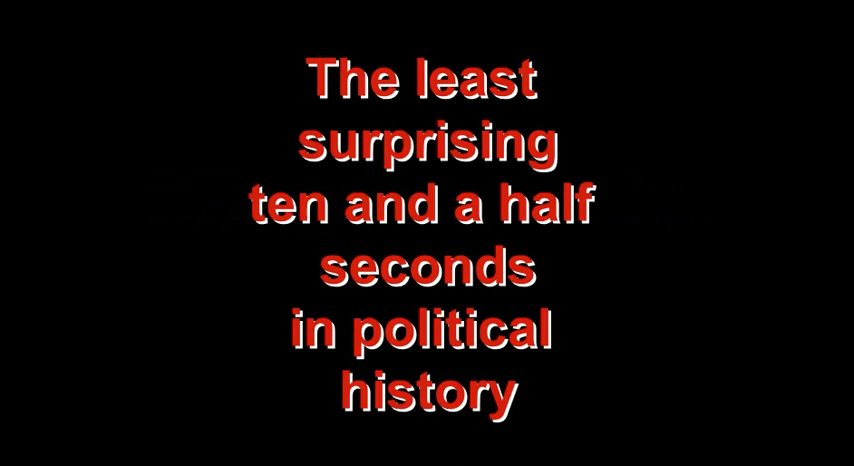 The least
surprising
ten and a half
seconds
in political
history